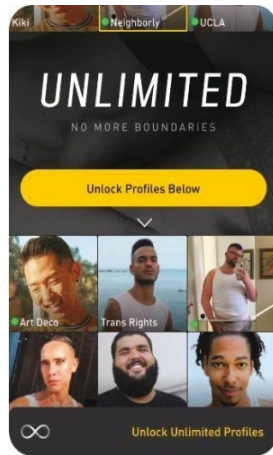 Kiki
Neighborly
UCLA
UNLIMITED
NO MORE BOUNDARIES
Unlock Profiles Below
Art Deco
Trans Rights
Unlock Unlimited Profiles